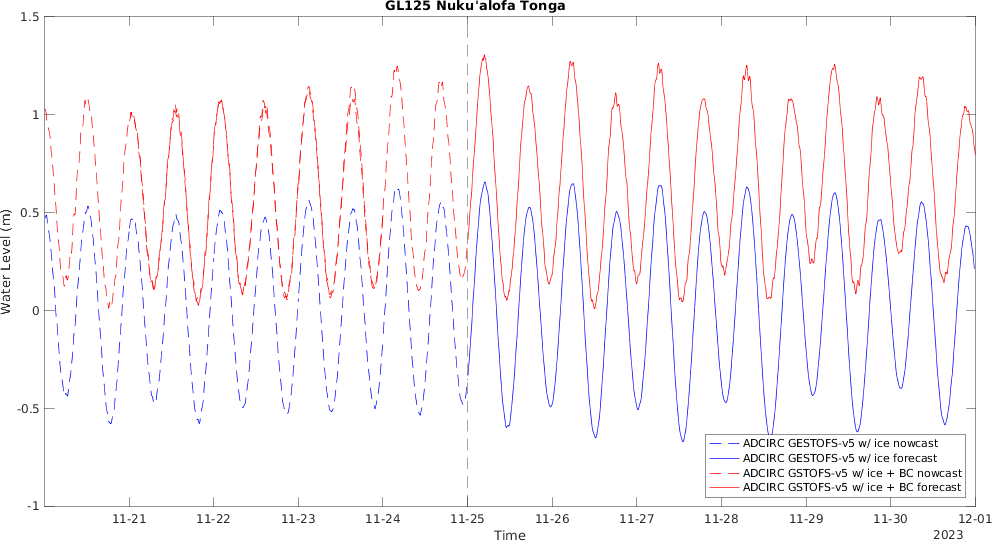 GL125 Nuku'alofa Tonga
1.5
1
0.5
0
-0.5
-1
Water Level (m)
11-21 11-22 11-23 11-24 11-25 11-26 11-27 11-28 11-29 11-30 12-01
Time
2023
ADCIRC GESTOFS-v5 w/ ice nowcast
ADCIRC GESTOFS-v5 w/ ice forecast
ADCIRC GSTOFS-v5 w/ ice + BC nowcast
ADCIRC GSTOFS-v5 w/ ice + BC forecast